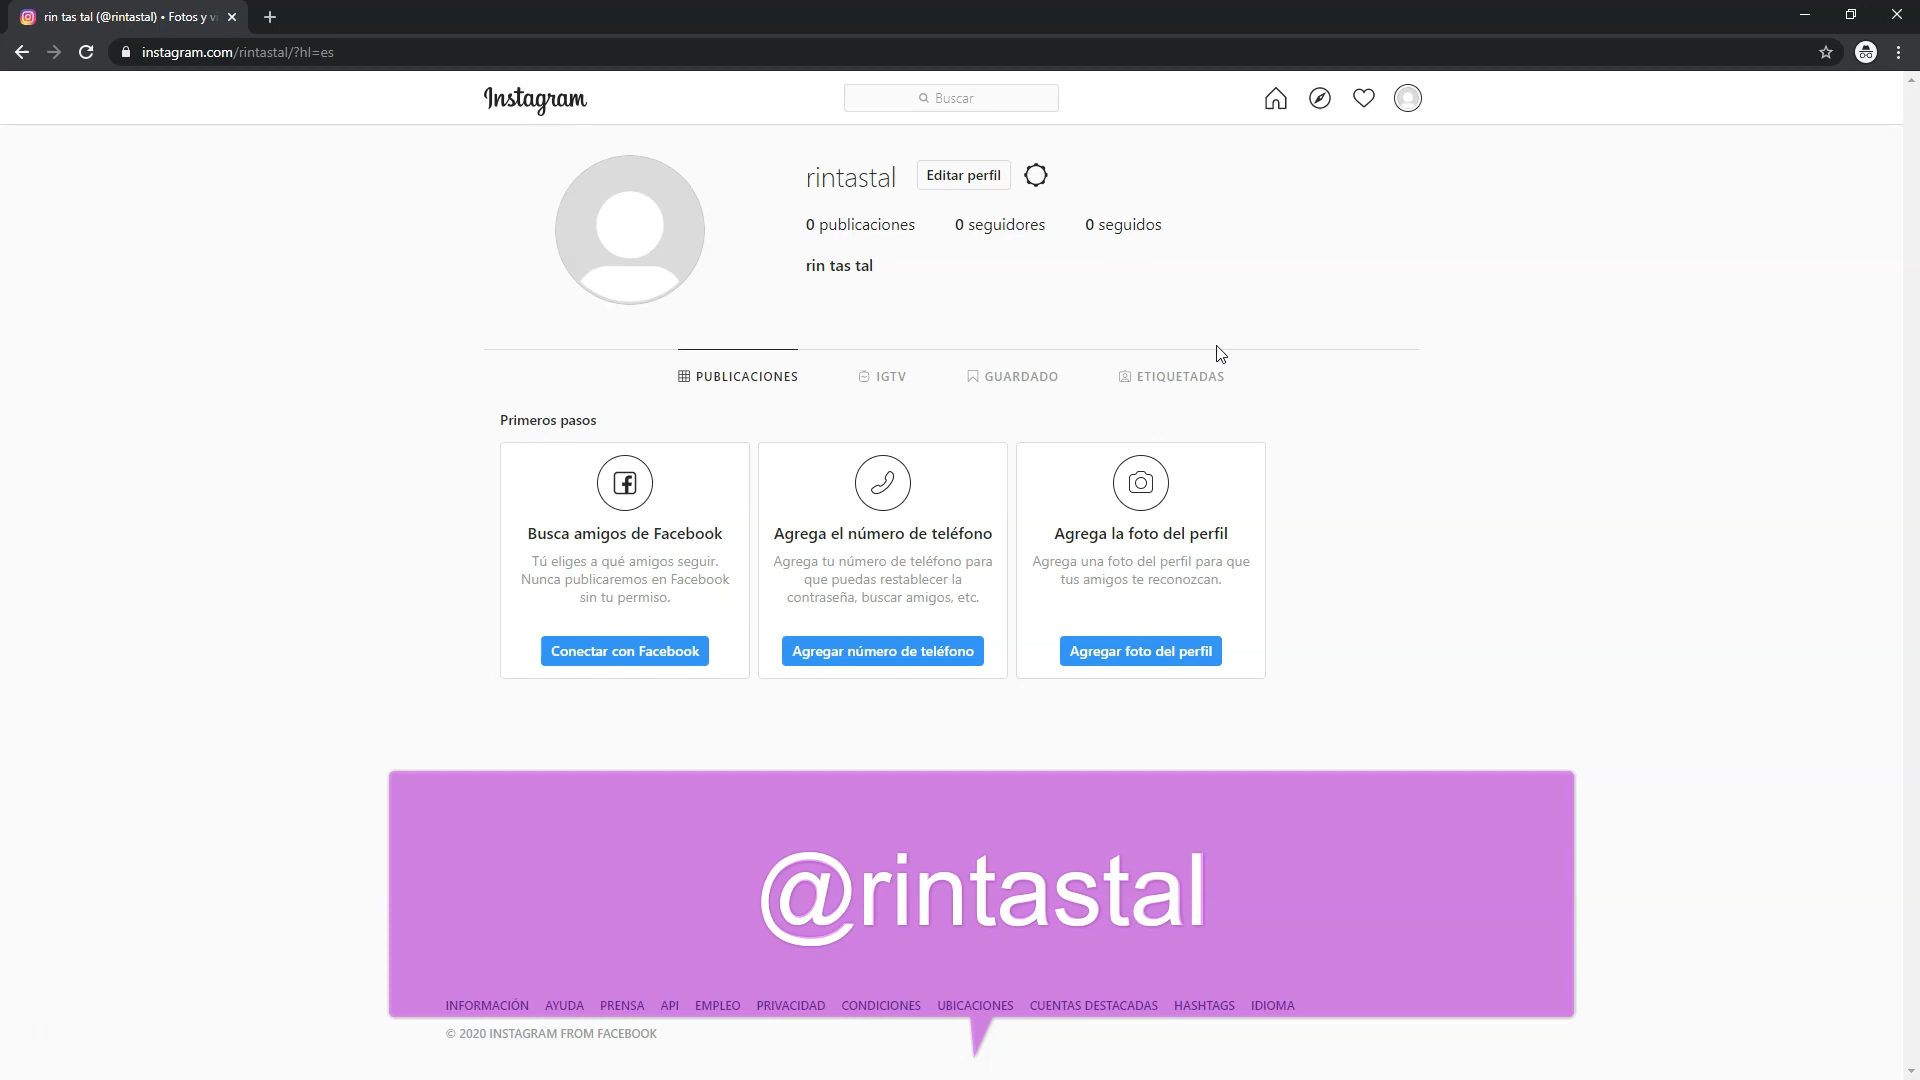 rin tas tal (@rintastal) • Fotos y vi
instagram.com/rintastal/?hl=es
Instagram
Buscar
rintastal
Editar perfil
0 publicaciones
0 seguidores
0 seguidos
rin tas tal
PUBLICACIONES
IGTV
GUARDADO
ETIQUETADAS
Primeros pasos
Busca amigos de Facebook
Tú eliges a qué amigos seguir.
Nunca publicaremos en Facebook
sin tu permiso.
Conectar con Facebook
Agrega el número de teléfono
Agrega tu número de teléfono para
que puedas restablecer la
contraseña, buscar amigos, etc.
Agregar número de teléfono
Agrega la foto del perfil
Agrega una foto del perfil para que
tus amigos te reconozcan.
Agregar foto del perfil
@rintastal
INFORMACIÓN AYUDA PRENSA API EMPLEO PRIVACIDAD CONDICIONES UBICACIONES CUENTAS DESTACADAS HASHTAGS IDIOMA
© 2020 INSTAGRAM FROM FACEBOOK